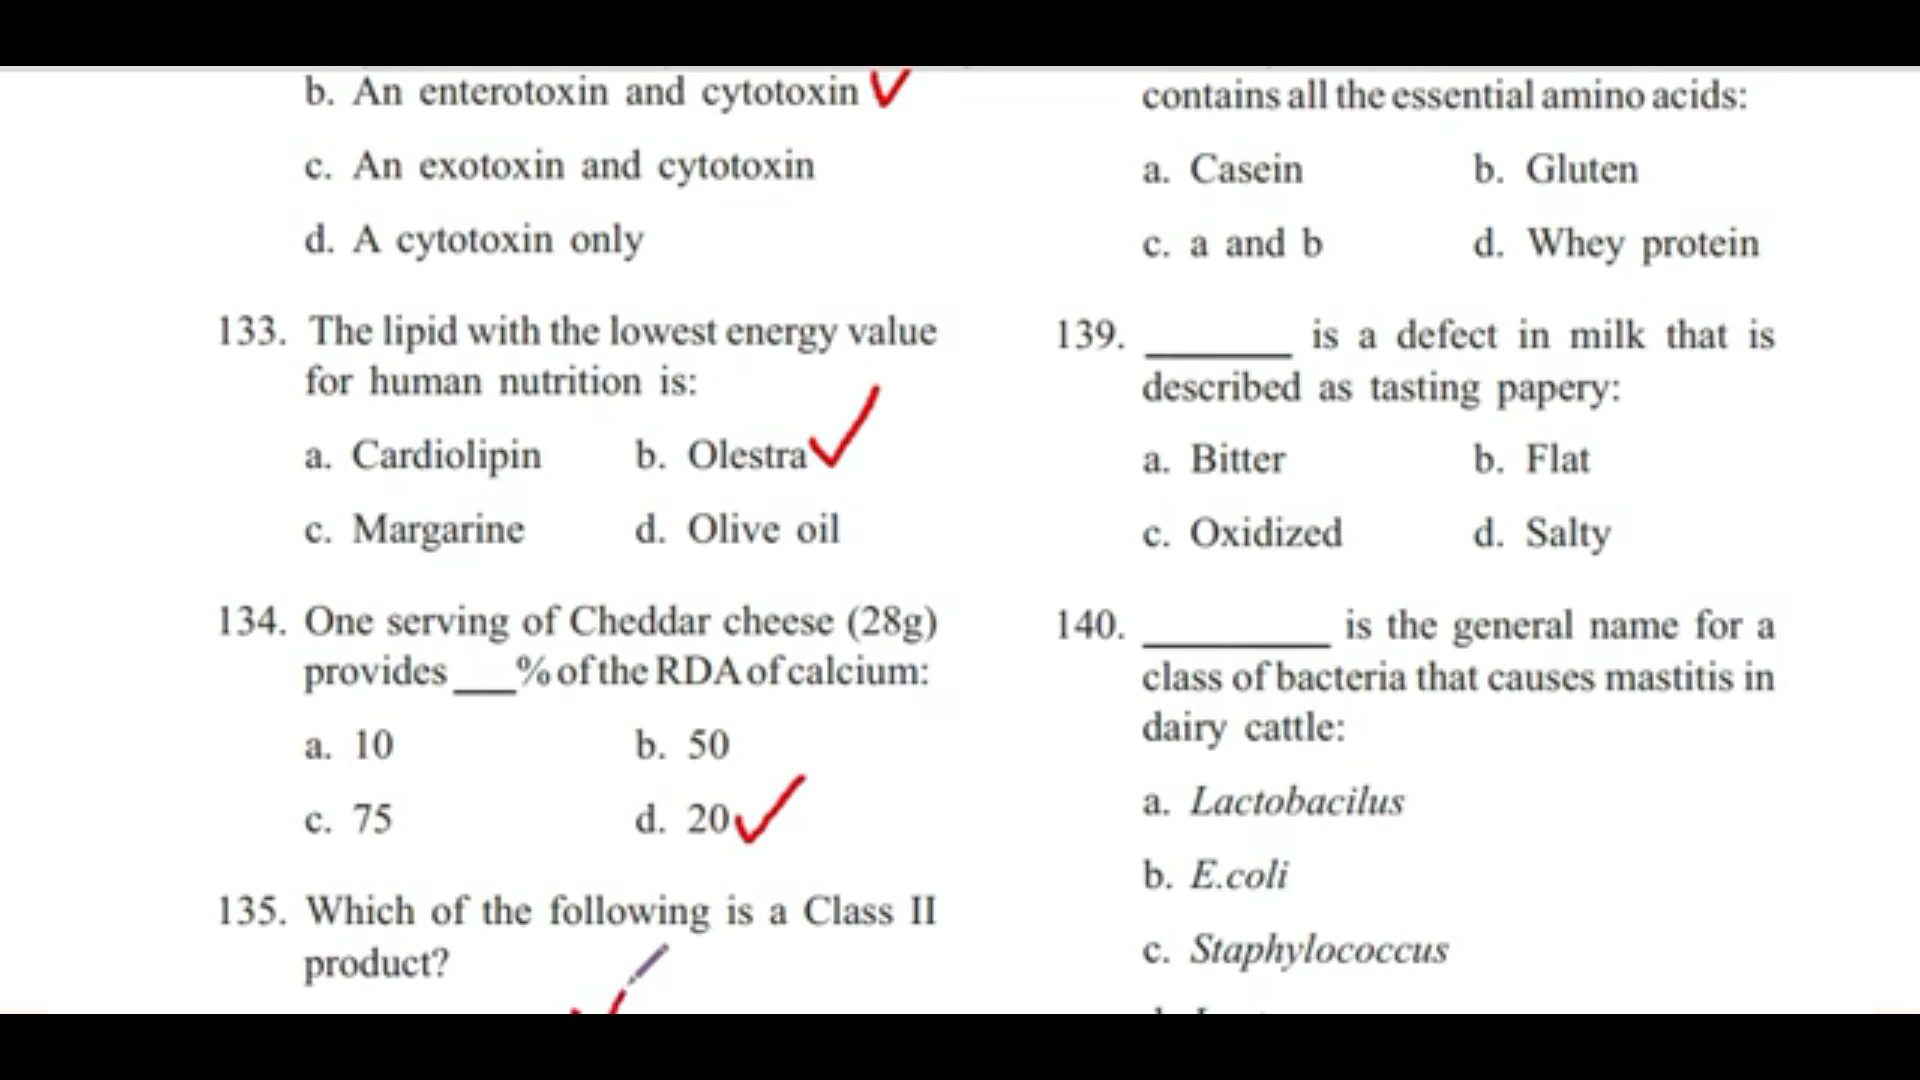 b. An enterotoxin and cytotoxin
c. An exotoxin and cytotoxin
d. A cytotoxin only
133. The lipid with the lowest energy value
for human nutrition is:
a. Cardiolipin b. Olestra
c. Margarine d. Olive oil
134. One serving of Cheddar cheese (28g)
provides ___% of the RDA of calcium:
a. 10 b. 50
c. 75 d. 20
135. Which of the following is a Class II
product?
contains all the essential amino acids:
a. Casein b. Gluten
c. a and b d. Whey protein
139. _______ is a defect in milk that is
described as tasting papery:
a. Bitter b. Flat
c. Oxidized d. Salty
140. _________ is the general name for a
class of bacteria that causes mastitis in
dairy cattle:
a. Lactobacilus
b. E.coli
c. Staphylococcus